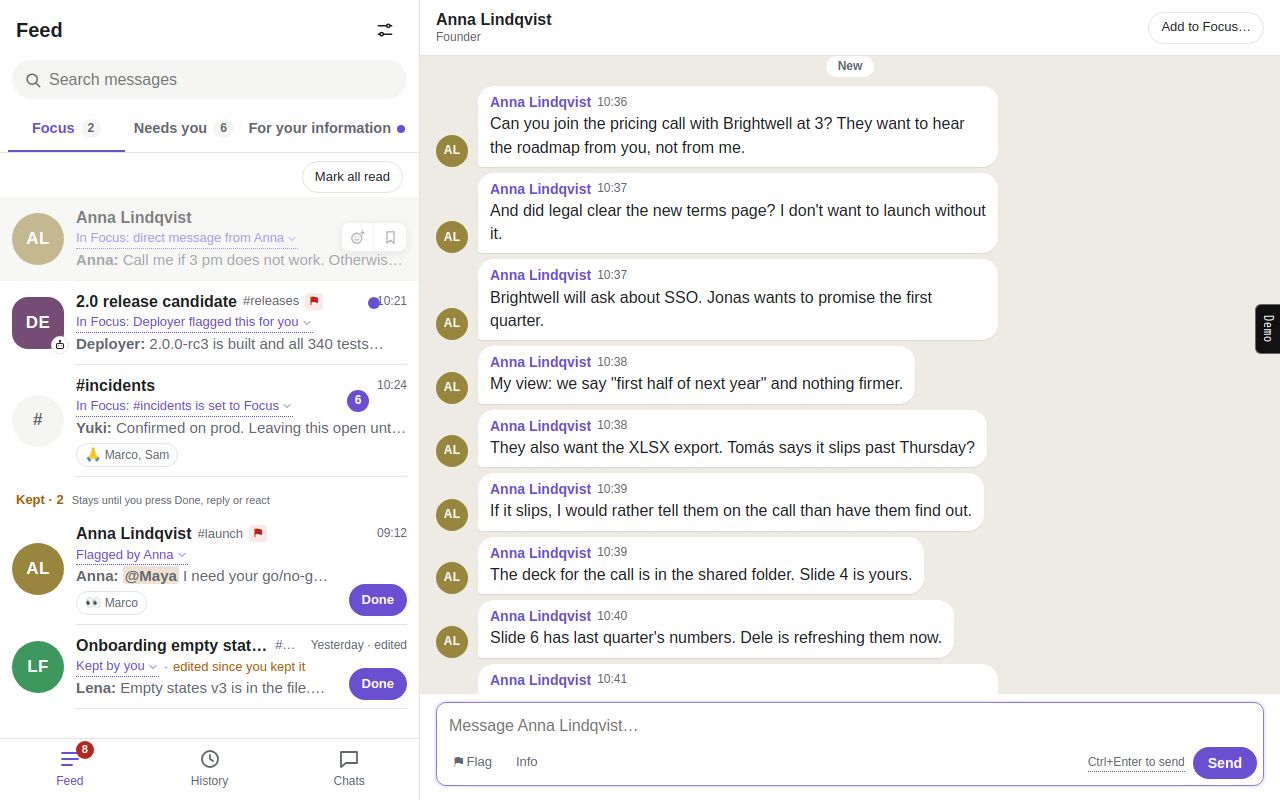 Feed
Search messages
Focus 2 Needs you 6 For your information
Mark all read
AL
Anna Lindqvist
In Focus: direct message from Anna
Anna: Call me if 3 pm does not work. Otherwis…
DE
2.0 release candidate #releases 10:21
In Focus: Deployer flagged this for you
Deployer: 2.0.0-rc3 is built and all 340 tests…
#
#incidents 10:24
In Focus: #incidents is set to Focus 6
Yuki: Confirmed on prod. Leaving this open unt…
🙏 Marco, Sam
Kept · 2 Stays until you press Done, reply or react
AL
Anna Lindqvist #launch 09:12
Flagged by Anna
Anna: @Maya I need your go/no-g…
👀 Marco
Done
LF
Onboarding empty stat… #… Yesterday · edited
Kept by you · edited since you kept it
Lena: Empty states v3 is in the file.…
Done
8
Feed History Chats
Anna Lindqvist
Founder
Add to Focus…
New
Anna Lindqvist 10:36
Can you join the pricing call with Brightwell at 3? They want to hear
the roadmap from you, not from me.
AL
Anna Lindqvist 10:37
And did legal clear the new terms page? I don't want to launch without
it.
AL
Anna Lindqvist 10:37
Brightwell will ask about SSO. Jonas wants to promise the first
quarter.
AL
Anna Lindqvist 10:38
My view: we say "first half of next year" and nothing firmer.
AL
Anna Lindqvist 10:38
They also want the XLSX export. Tomás says it slips past Thursday?
AL
Anna Lindqvist 10:39
If it slips, I would rather tell them on the call than have them find out.
AL
Anna Lindqvist 10:39
The deck for the call is in the shared folder. Slide 4 is yours.
AL
Anna Lindqvist 10:40
Slide 6 has last quarter's numbers. Dele is refreshing them now.
AL
Anna Lindqvist 10:41
Message Anna Lindqvist…
Flag Info Ctrl+Enter to send Send
Demo